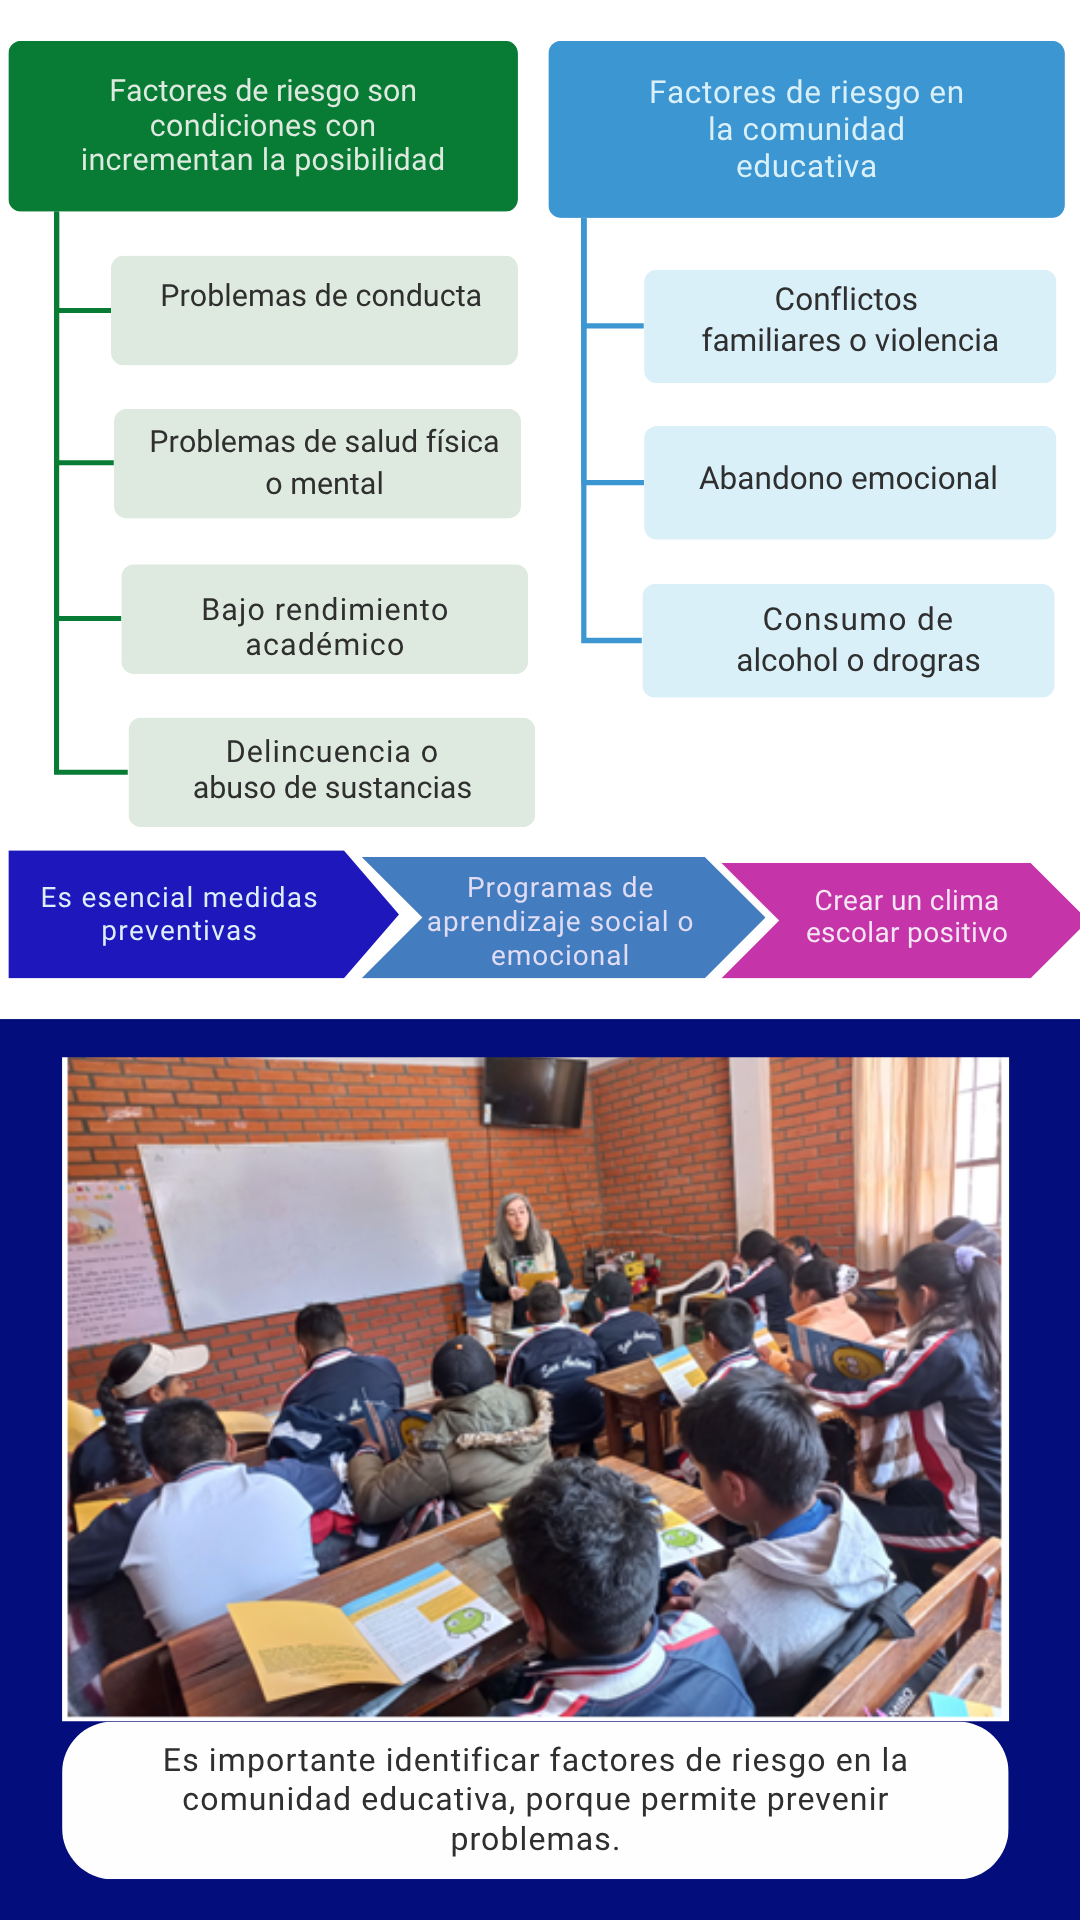 Factores de riesgo son
condiciones con
incrementan la posibilidad
Problemas de conducta
Problemas de salud física
o mental
Bajo rendimiento
académico
Delincuencia o
abuso de sustancias
Factores de riesgo en
la comunidad
educativa
Conflictos
familiares o violencia
Abandono emocional
Consumo de
alcohol o drogras
Es esencial medidas
preventivas
Programas de
aprendizaje social o
emocional
Crear un clima
escolar positivo
San Antonio
Es importante identificar factores de riesgo en la
comunidad educativa, porque permite prevenir
problemas.